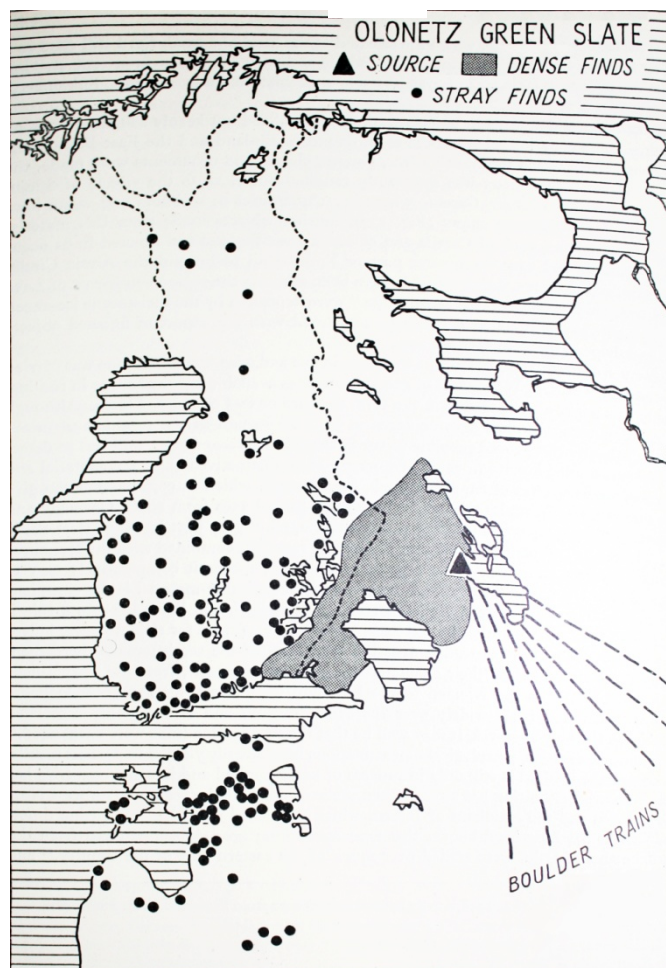 OLONETZ GREEN SLATE
SOURCE DENSE FINDS
STRAY FINDS
BOULDER TRAINS